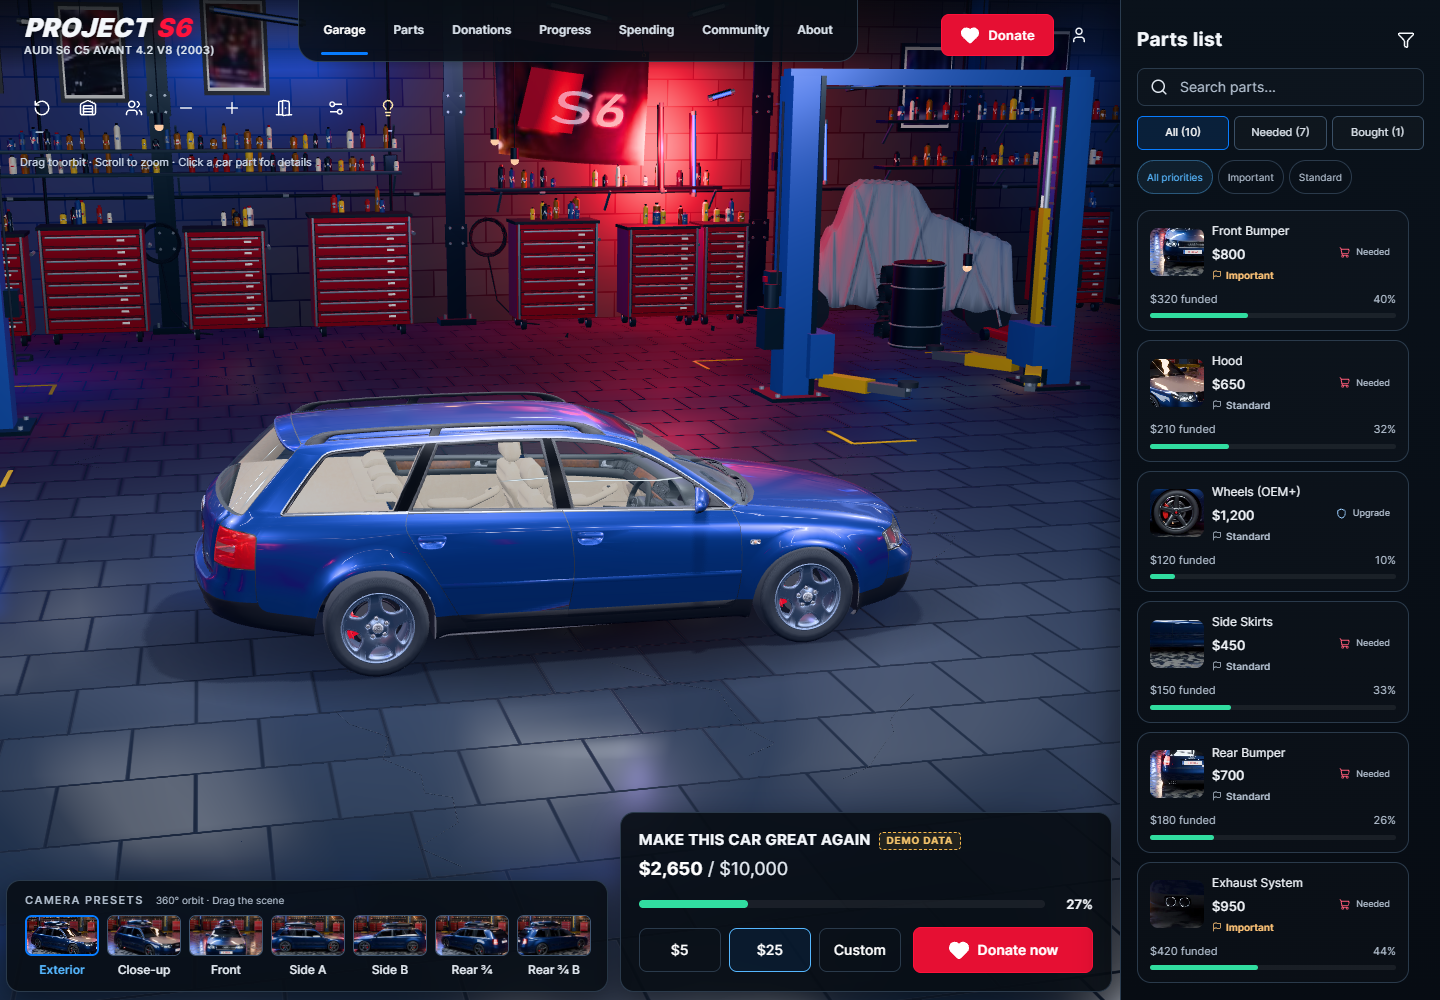 PROJECT S6
AUDI S6 C5 AVANT 4.2 V8 (2003)
Garage
Parts
Donations
Progress
Spending
Community
About
Donate
Drag to orbit · Scroll to zoom · Click a car part for details
S6
MAKE THIS CAR GREAT AGAIN
DEMO DATA
$2,650 / $10,000
27%
$5
$25
Custom
Donate now
CAMERA PRESETS
360° orbit · Drag the scene
Exterior
Close-up
Front
Side A
Side B
Rear ¾
Rear ¾ B
Parts list
Search parts...
All (10)
Needed (7)
Bought (1)
All priorities
Important
Standard
Front Bumper
$800
Needed
Important
$320 funded
40%
Hood
$650
Needed
Standard
$210 funded
32%
Wheels (OEM+)
$1,200
Upgrade
Standard
$120 funded
10%
Side Skirts
$450
Needed
Standard
$150 funded
33%
Rear Bumper
$700
Needed
Standard
$180 funded
26%
Exhaust System
$950
Needed
Important
$420 funded
44%